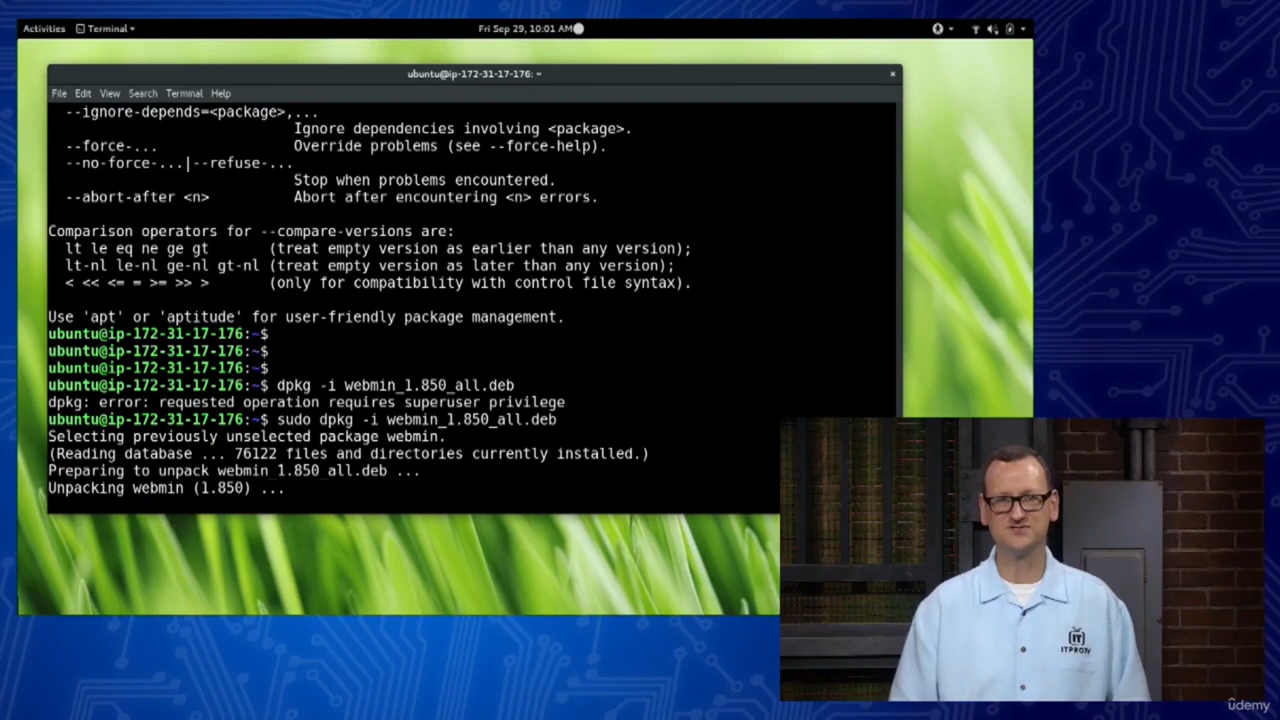 Activities Terminal Fri Sep 29, 10:01 AM
ubuntu@ip-172-31-17-176: ~
File Edit View Search Terminal Help
--ignore-depends=<package>,...
Ignore dependencies involving <package>.
--force-... Override problems (see --force-help).
--no-force-...|--refuse-...
Stop when problems encountered.
--abort-after <n> Abort after encountering <n> errors.
Comparison operators for --compare-versions are:
lt le eq ne ge gt (treat empty version as earlier than any version);
lt-nl le-nl ge-nl gt-nl (treat empty version as later than any version);
< << <= = >= >> > (only for compatibility with control file syntax).
Use 'apt' or 'aptitude' for user-friendly package management.
ubuntu@ip-172-31-17-176:~$
ubuntu@ip-172-31-17-176:~$
ubuntu@ip-172-31-17-176:~$
ubuntu@ip-172-31-17-176:~$ dpkg -i webmin_1.850_all.deb
dpkg: error: requested operation requires superuser privilege
ubuntu@ip-172-31-17-176:~$ sudo dpkg -i webmin_1.850_all.deb
Selecting previously unselected package webmin.
(Reading database ... 76122 files and directories currently installed.)
Preparing to unpack webmin_1.850_all.deb ...
Unpacking webmin (1.850) ...
IT
ITPROTV
udemy